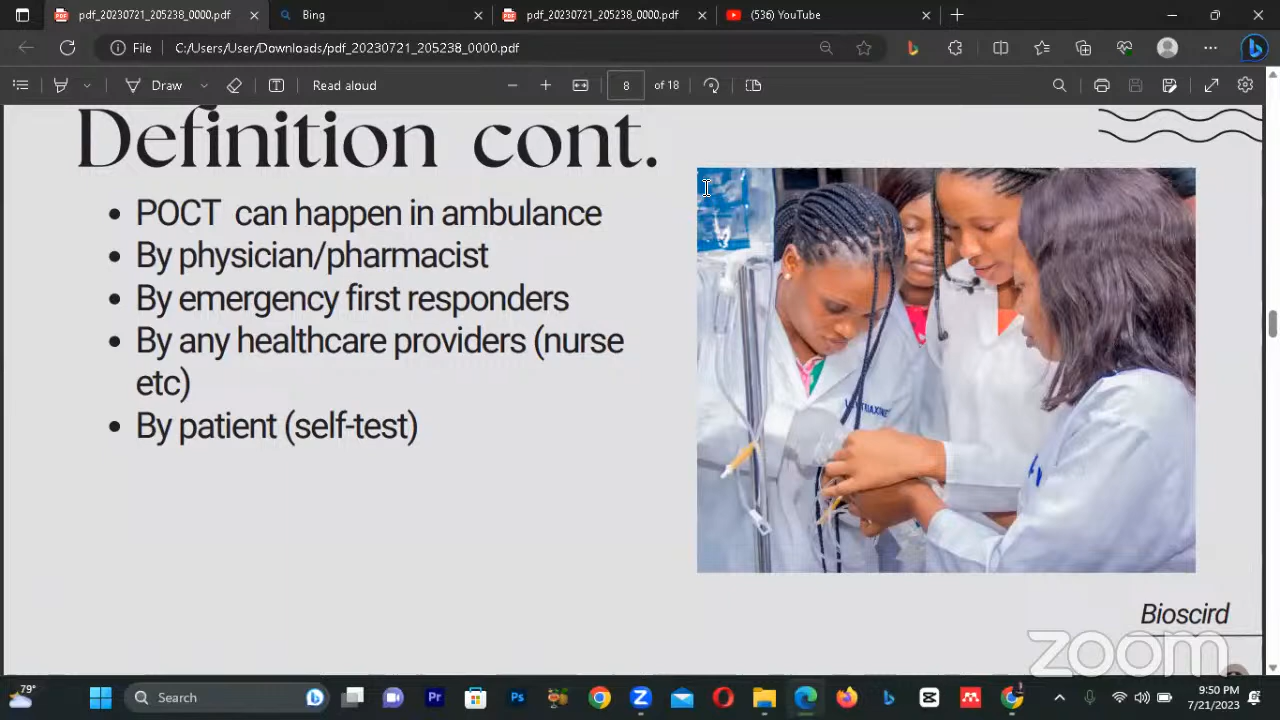 pdf_20230721_205238_0000.pdf
Bing
pdf_20230721_205238_0000.pdf
(56) YouTube
File
C:/Users/User/Downloads/pdf_20230721_205238_0000.pdf
Draw
Read aloud
8
of 18
Definition cont.
• POCT can happen in ambulance
• By physician/pharmacist
• By emergency first responders
• By any healthcare providers (nurse
etc)
• By patient (self-test)
Bioscird
zoom
79°
Search
9:50 PM
7/21/2023